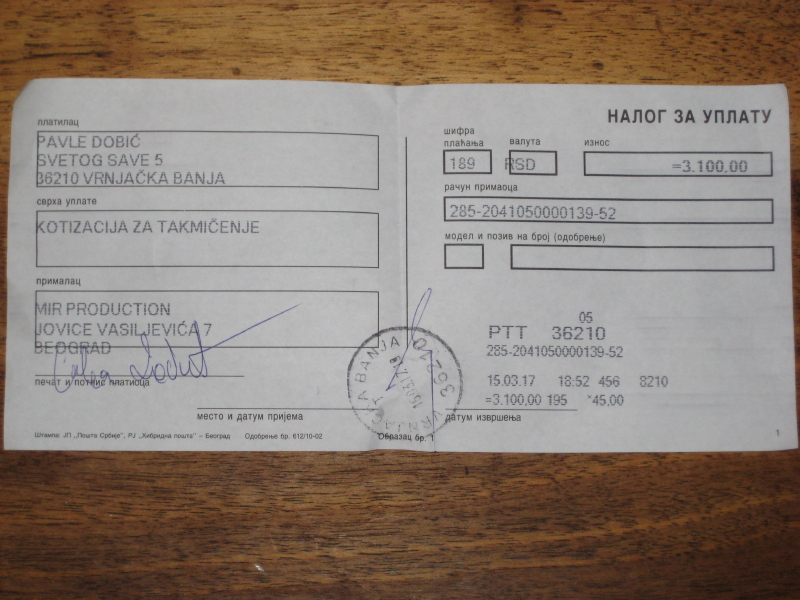 НАЛОГ ЗА УПЛАТУ
платилац
PAVLE DOBIĆ
SVETOG SAVE 5
36210 VRNJAČKA BANJA
сврха уплате
KOTIZACIJA ZA TAKMIČENJE
прималац
MIR PRODUCTION
JOVICE VASILJEVIĆA 7
BEOGRAD
печат и потпис платиоца
место и датум пријема
Штампа: ЈП „Пошта Србије", РЈ „Хибридна пошта" – Београд Одобрење бр. 612/10-02
Образац бр. 1
шифра плаћања
валута
износ
189 RSD =3.100,00
рачун примаоца
285-2041050000139-52
модел и позив на број (одобрење)
05
PTT 36210
285-2041050000139-52
15.03.17 18:52 456 8210
=3.100,00 195 *45,00
датум извршења
1
VRNJAČKA BANJA